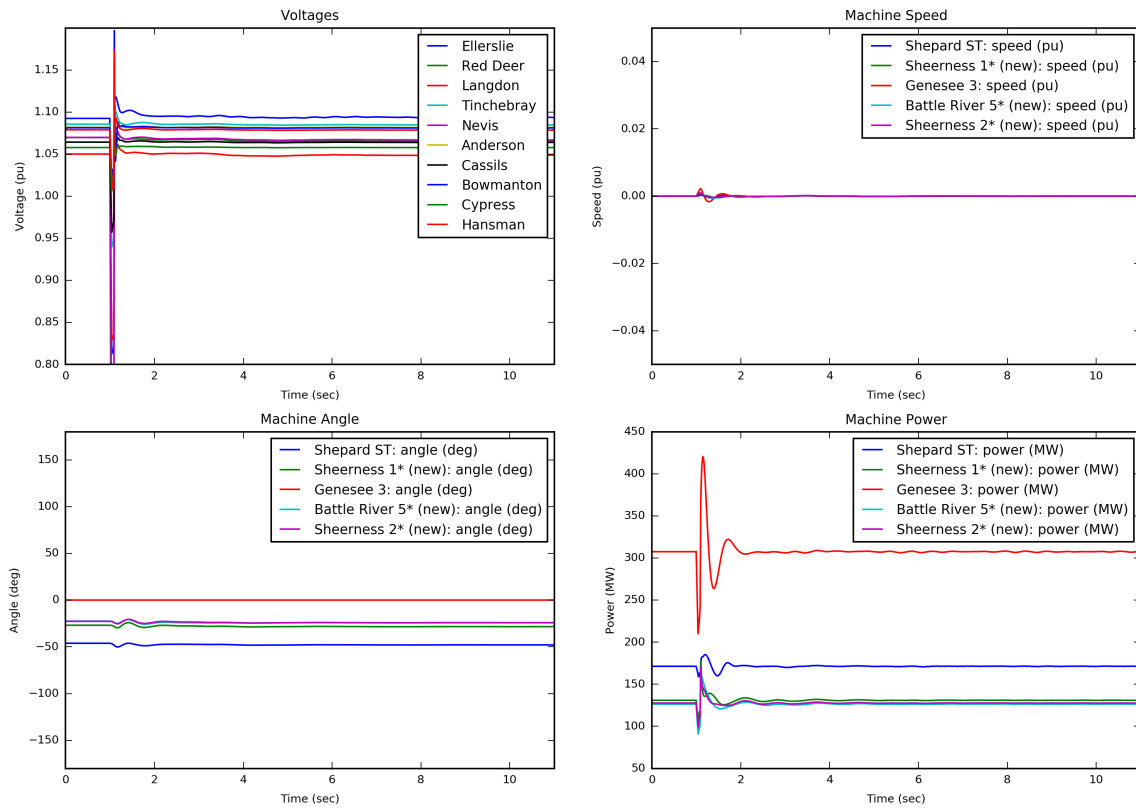 Voltages
1.15
1.10
1.05
1.00
0.95
0.90
0.85
0.80
Voltage (pu)
0
2
4
6
8
10
Time (sec)
Ellerslie
Red Deer
Langdon
Tinchebray
Nevis
Anderson
Cassils
Bowmanton
Cypress
Hansman
Machine Speed
0.04
0.02
0.00
−0.02
−0.04
Speed (pu)
0
2
4
6
8
10
Time (sec)
Shepard ST: speed (pu)
Sheerness 1* (new): speed (pu)
Genesee 3: speed (pu)
Battle River 5* (new): speed (pu)
Sheerness 2* (new): speed (pu)
Machine Angle
150
100
50
0
−50
−100
−150
Angle (deg)
0
2
4
6
8
10
Time (sec)
Shepard ST: angle (deg)
Sheerness 1* (new): angle (deg)
Genesee 3: angle (deg)
Battle River 5* (new): angle (deg)
Sheerness 2* (new): angle (deg)
Machine Power
450
400
350
300
250
200
150
100
50
Power (MW)
0
2
4
6
8
10
Time (sec)
Shepard ST: power (MW)
Sheerness 1* (new): power (MW)
Genesee 3: power (MW)
Battle River 5* (new): power (MW)
Sheerness 2* (new): power (MW)